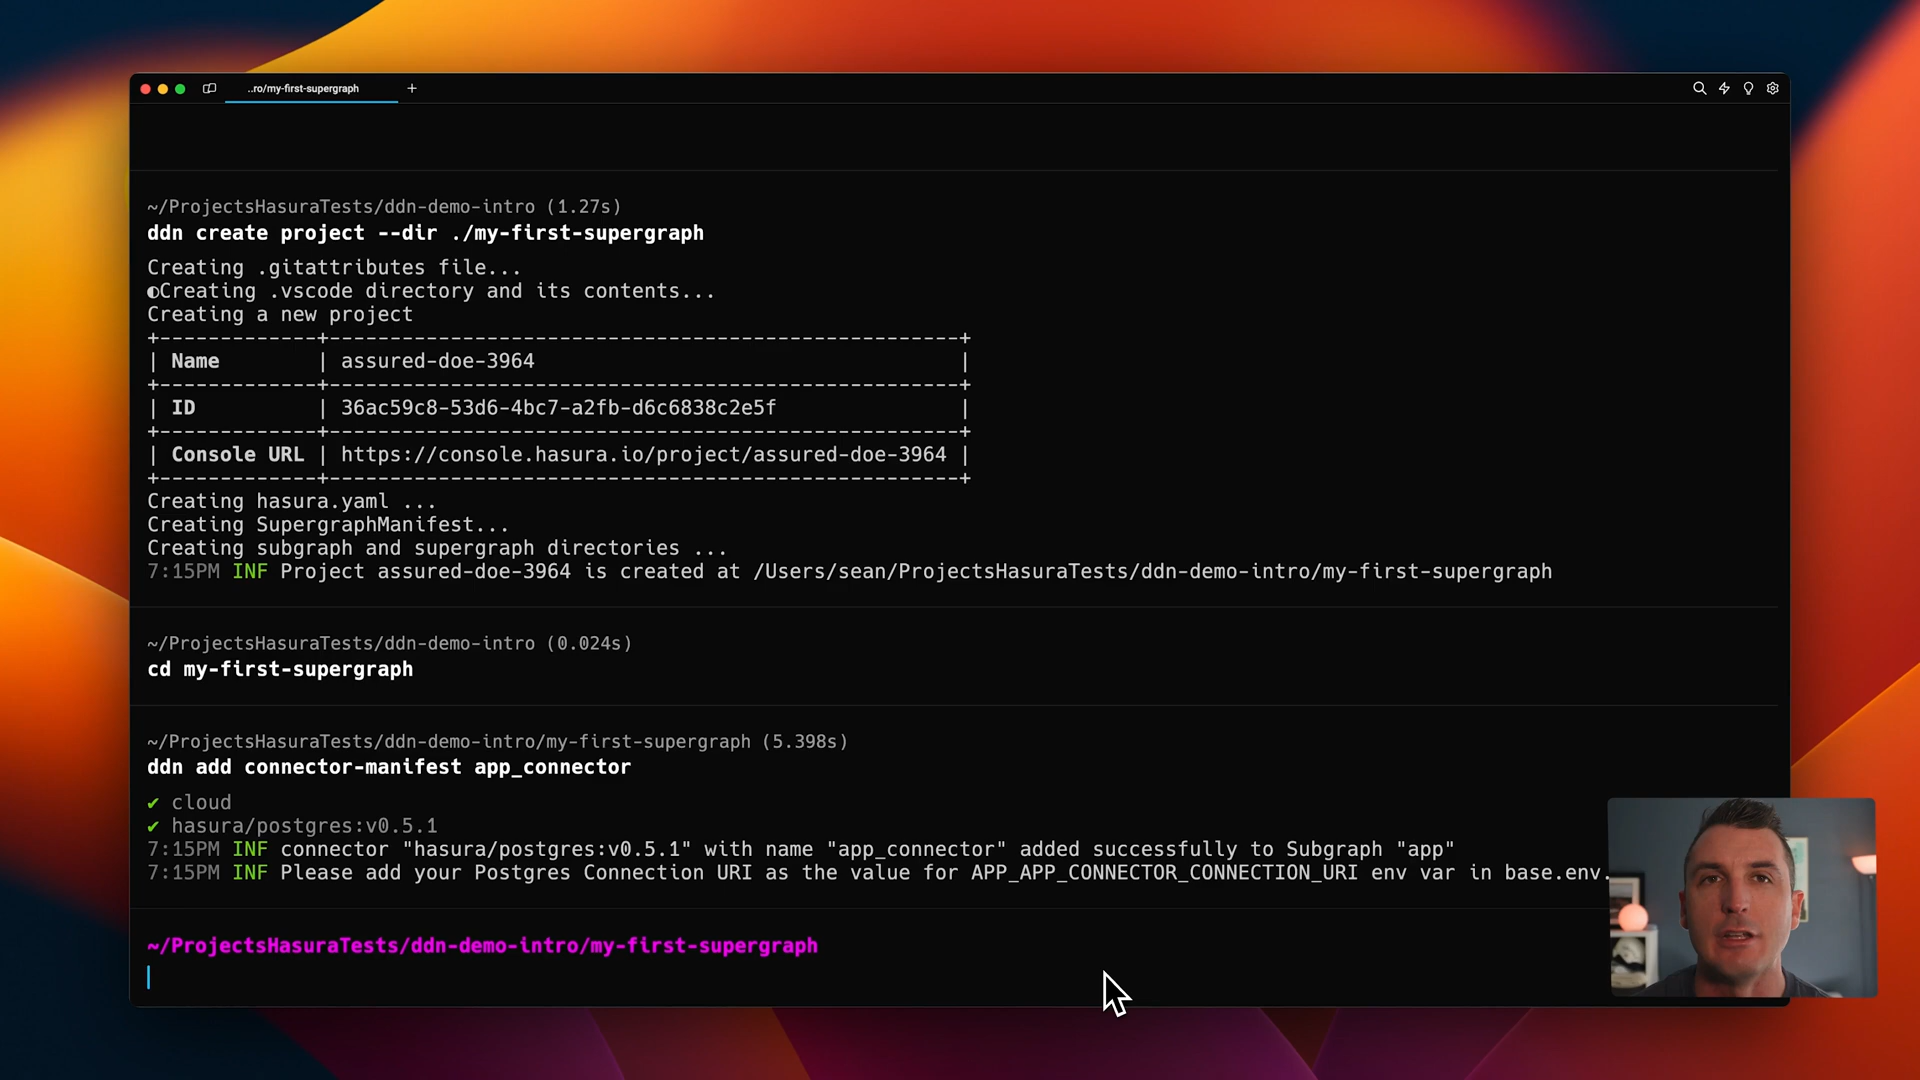 ..ro/my-first-supergraph
~/ProjectsHasuraTests/ddn-demo-intro (1.27s)
ddn create project --dir ./my-first-supergraph
Creating .gitattributes file...
Creating .vscode directory and its contents...
Creating a new project
+-------------+----------------------------------------------------+
| Name | assured-doe-3964 |
+-------------+----------------------------------------------------+
| ID | 36ac59c8-53d6-4bc7-a2fb-d6c6838c2e5f |
+-------------+----------------------------------------------------+
| Console URL | https://console.hasura.io/project/assured-doe-3964 |
+-------------+----------------------------------------------------+
Creating hasura.yaml ...
Creating SupergraphManifest...
Creating subgraph and supergraph directories ...
7:15PM INF Project assured-doe-3964 is created at /Users/sean/ProjectsHasuraTests/ddn-demo-intro/my-first-supergraph
~/ProjectsHasuraTests/ddn-demo-intro (0.024s)
cd my-first-supergraph
~/ProjectsHasuraTests/ddn-demo-intro/my-first-supergraph (5.398s)
ddn add connector-manifest app_connector
✔ cloud
✔ hasura/postgres:v0.5.1
7:15PM INF connector "hasura/postgres:v0.5.1" with name "app_connector" added successfully to Subgraph "app"
7:15PM INF Please add your Postgres Connection URI as the value for APP_APP_CONNECTOR_CONNECTION_URI env var in base.env.
~/ProjectsHasuraTests/ddn-demo-intro/my-first-supergraph